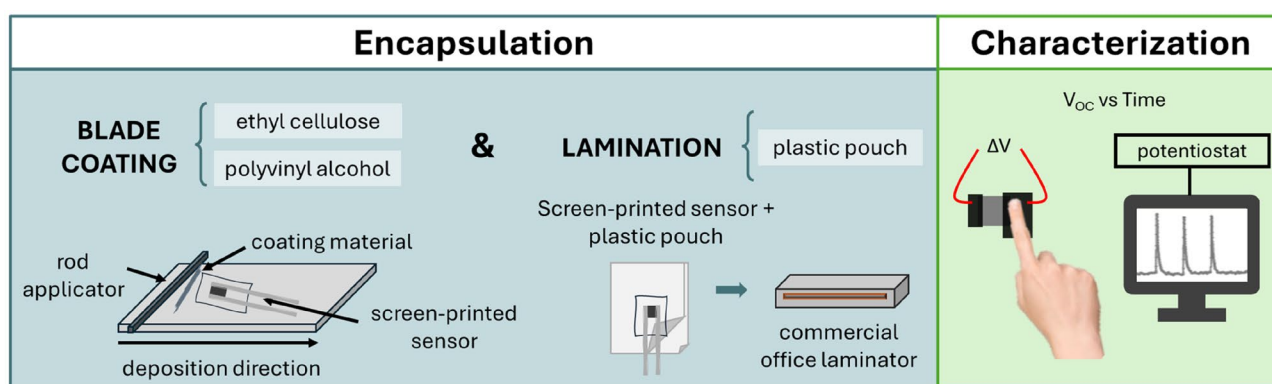 Encapsulation
Characterization
BLADE
COATING
ethyl cellulose
polyvinyl alcohol
&
LAMINATION
plastic pouch
coating material
rod
applicator
screen-printed
sensor
deposition direction
Screen-printed sensor +
plastic pouch
commercial
office laminator
V_OC vs Time
ΔV
potentiostat